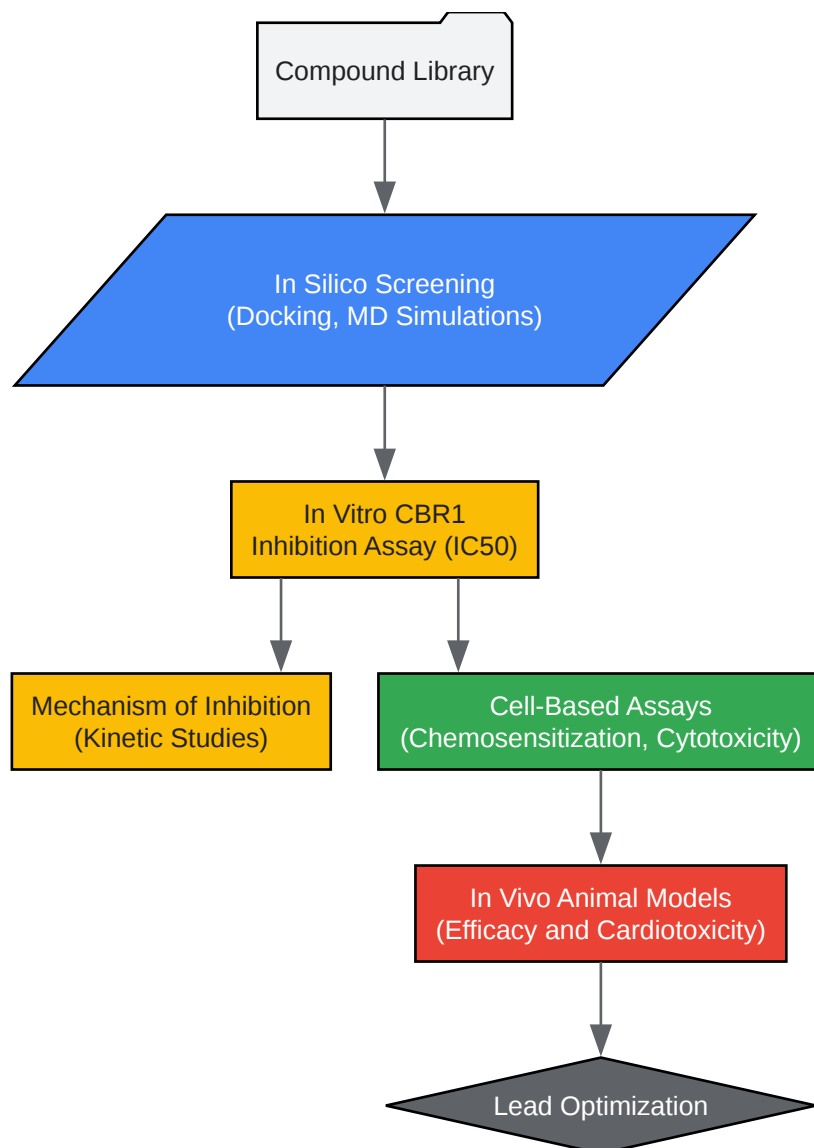 Compound Library
In Silico Screening
(Docking, MD Simulations)
In Vitro CBR1
Inhibition Assay (IC50)
Mechanism of Inhibition
(Kinetic Studies)
Cell-Based Assays
(Chemosensitization, Cytotoxicity)
In Vivo Animal Models
(Efficacy and Cardiotoxicity)
Lead Optimization